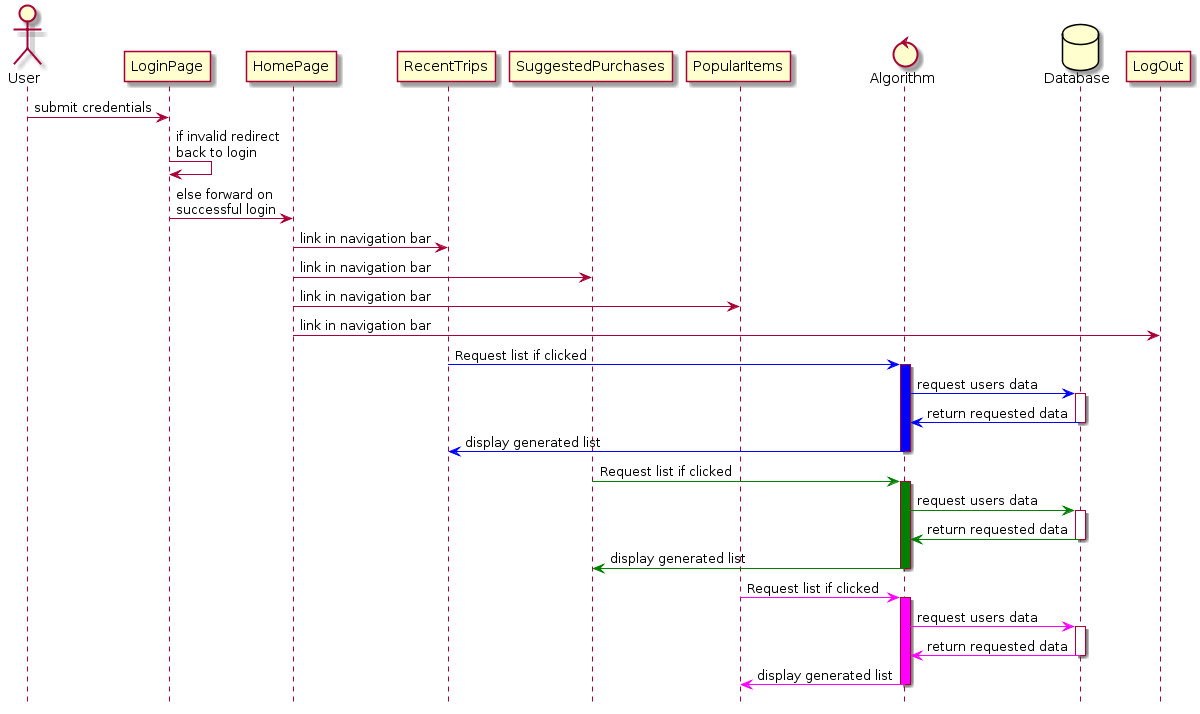 User
LoginPage
HomePage
RecentTrips
SuggestedPurchases
PopularItems
Algorithm
Database
LogOut
submit credentials
if invalid redirect
back to login
else forward on
successful login
link in navigation bar
link in navigation bar
link in navigation bar
link in navigation bar
Request list if clicked
request users data
return requested data
display generated list
Request list if clicked
request users data
return requested data
display generated list
Request list if clicked
request users data
return requested data
display generated list